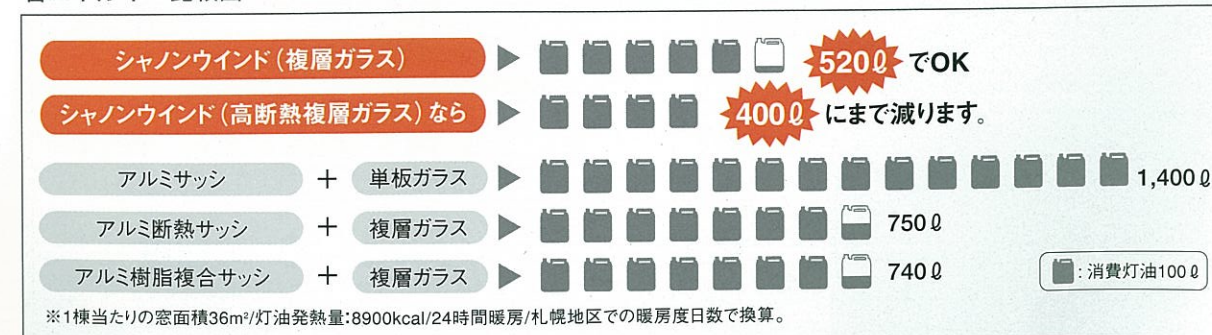 シャノンウインド(複層ガラス) 520ℓ でOK
シャノンウインド(高断熱複層ガラス)なら 400ℓ にまで減ります。
アルミサッシ + 単板ガラス 1,400ℓ
アルミ断熱サッシ + 複層ガラス 750ℓ
アルミ樹脂複合サッシ + 複層ガラス 740ℓ
:消費灯油100ℓ
※1棟当たりの窓面積36m²/灯油発熱量:8900kcal/24時間暖房/札幌地区での暖房度日数で換算。